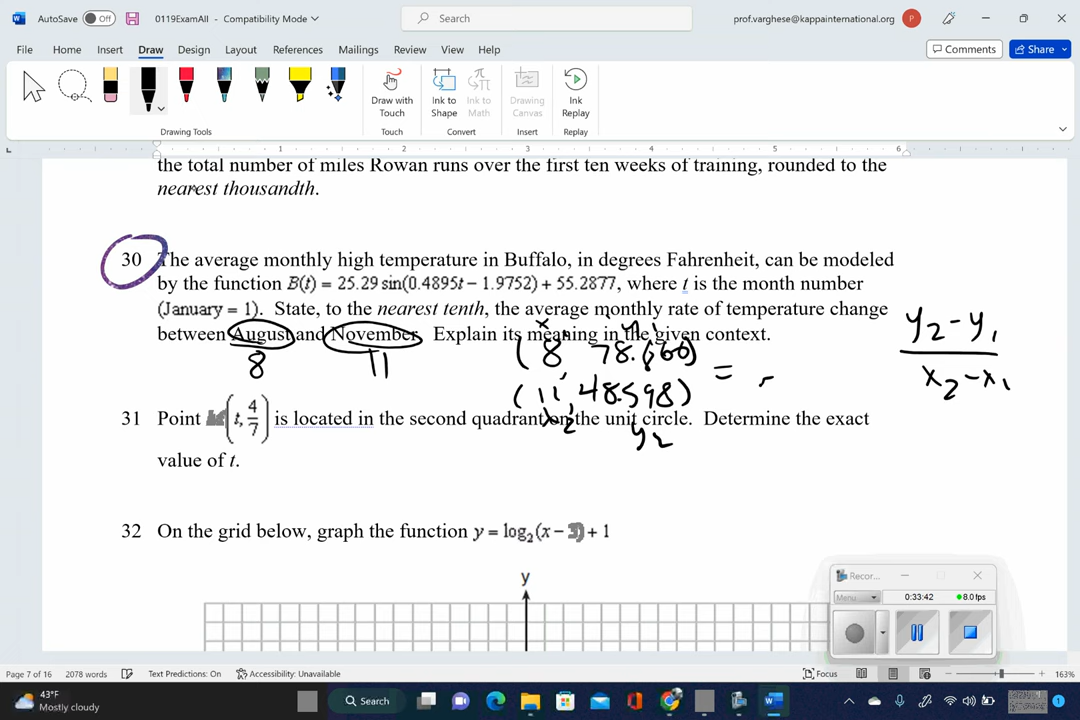 AutoSave Off 0119ExamAll - Compatibility Mode Search prof.varghese@kappainternational.org P
File Home Insert Draw Design Layout References Mailings Review View Help Comments Share
Draw with Touch Ink to Shape Ink to Math Drawing Canvas Ink Replay
Drawing Tools Touch Convert Insert Replay
1 2 3 4 5 6
the total number of miles Rowan runs over the first ten weeks of training, rounded to the
nearest thousandth.
30 The average monthly high temperature in Buffalo, in degrees Fahrenheit, can be modeled
by the function B(t) = 25.29 sin(0.4895t − 1.9752) + 55.2877, where t is the month number
(January = 1). State, to the nearest tenth, the average monthly rate of temperature change
between August and November. Explain its meaning in the given context.
y₂ - y₁
x₂ - x₁
8 11
(11, 48.598) =
x₂ y₂
31 Point (t, 4/7) is located in the second quadrant on the unit circle. Determine the exact
value of t.
32 On the grid below, graph the function y = log₂(x − ) + 1
y
Recor...
Menu 0:33:42 8.0 fps
Page 7 of 16 2078 words Text Predictions: On Accessibility: Unavailable Focus 163%
43°F
Mostly cloudy
Search